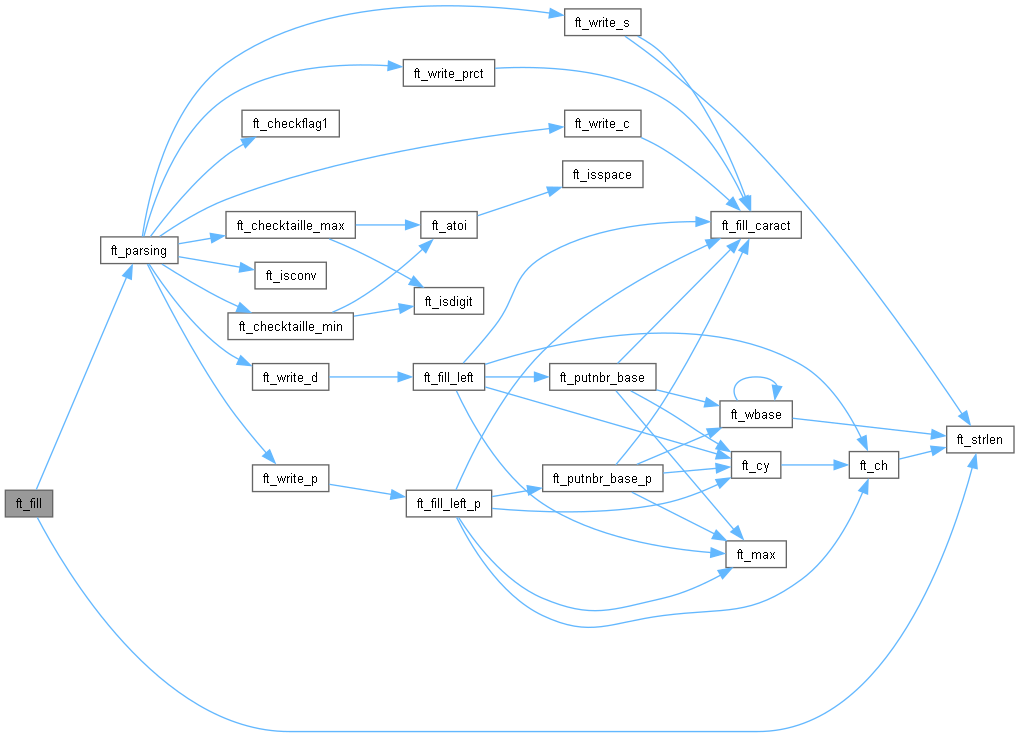 ft_write_s
ft_write_prct
ft_checkflag1
ft_write_c
ft_isspace
ft_checktaille_max
ft_atoi
ft_fill_caract
ft_parsing
ft_isconv
ft_isdigit
ft_checktaille_min
ft_write_d
ft_fill_left
ft_putnbr_base
ft_wbase
ft_strlen
ft_cy
ft_ch
ft_write_p
ft_putnbr_base_p
ft_fill
ft_fill_left_p
ft_max